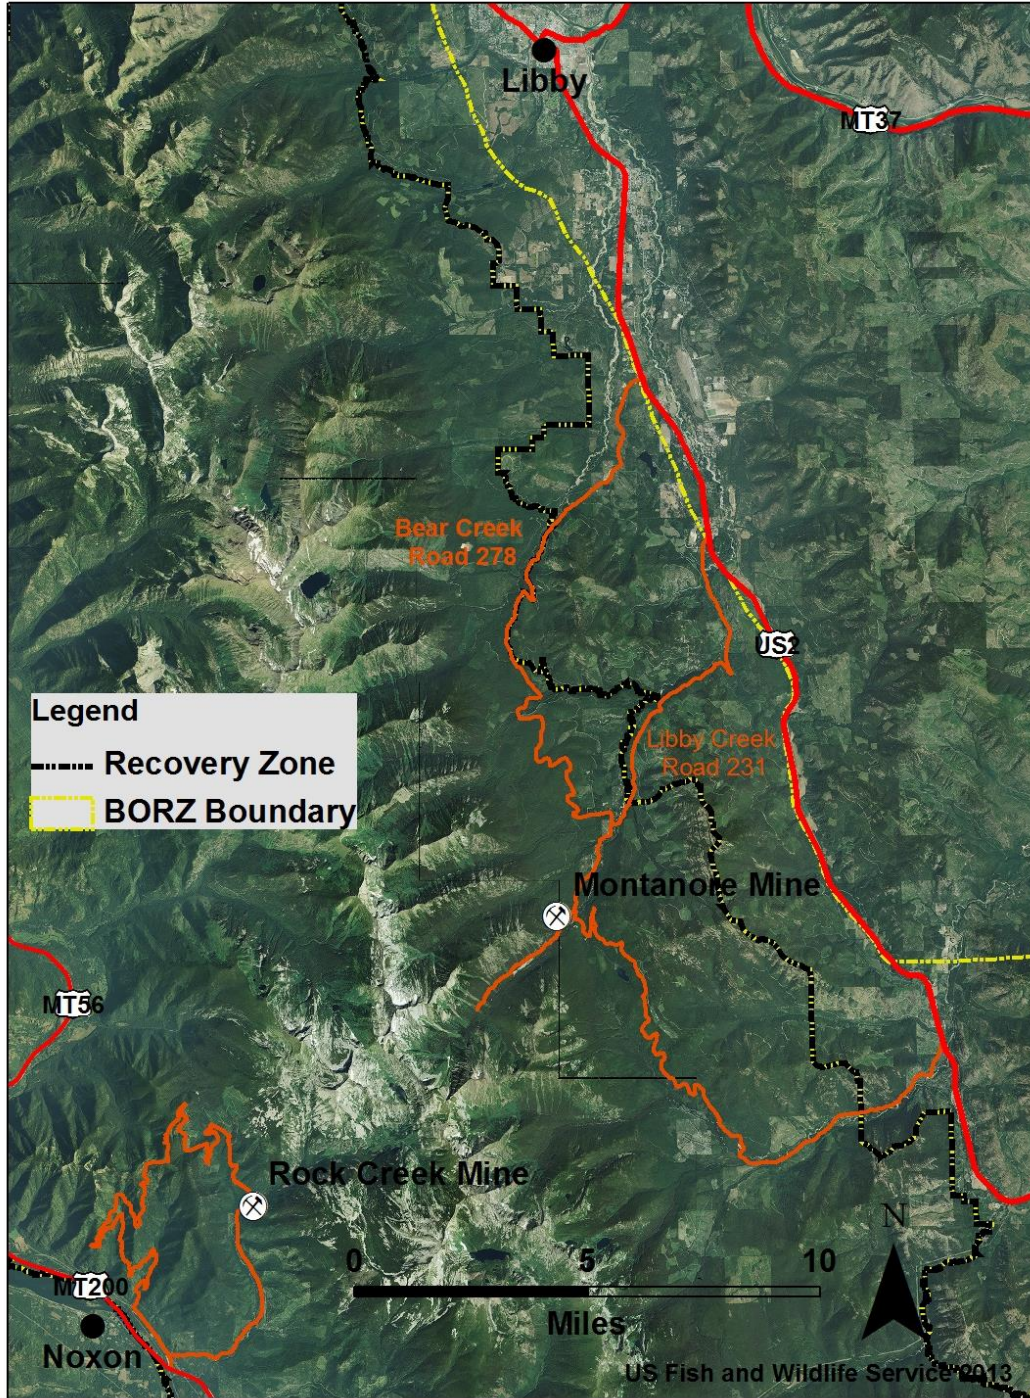 Libby
MT37
Bear Creek
Road 278
US2
Legend
Recovery Zone
BORZ Boundary
Libby Creek
Road 231
Montanore Mine
MT56
Rock Creek Mine
N
0 5 10
Miles
MT200
Noxon
US Fish and Wildlife Service 2013